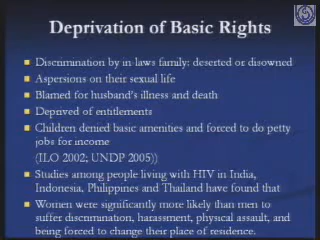 Deprivation of Basic Rights
Discrimination by in laws family: deserted or disowned
Aspersions on their sexual life
Blamed for husband's illness and death
Deprived of entitlements
Children denied basic amenities and forced to do petty
jobs for income
(ILO 2002; UNDP 2005))
Studies among people living with HIV in India,
Indonesia, Philippines and Thailand have found that
Women were significantly more likely than men to
suffer discrimination, harassment, physical assault, and
being forced to change their place of residence.